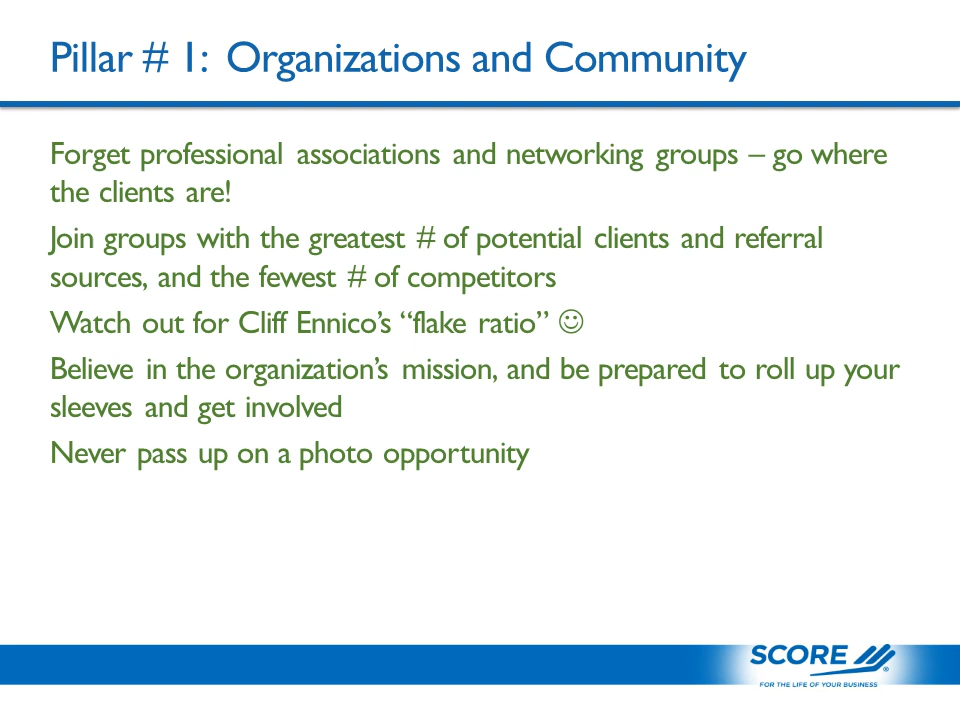 Pillar # 1: Organizations and Community
Forget professional associations and networking groups – go where
the clients are!
Join groups with the greatest # of potential clients and referral
sources, and the fewest # of competitors
Watch out for Cliff Ennico’s “flake ratio” ☺
Believe in the organization’s mission, and be prepared to roll up your
sleeves and get involved
Never pass up on a photo opportunity
SCORE ®
FOR THE LIFE OF YOUR BUSINESS